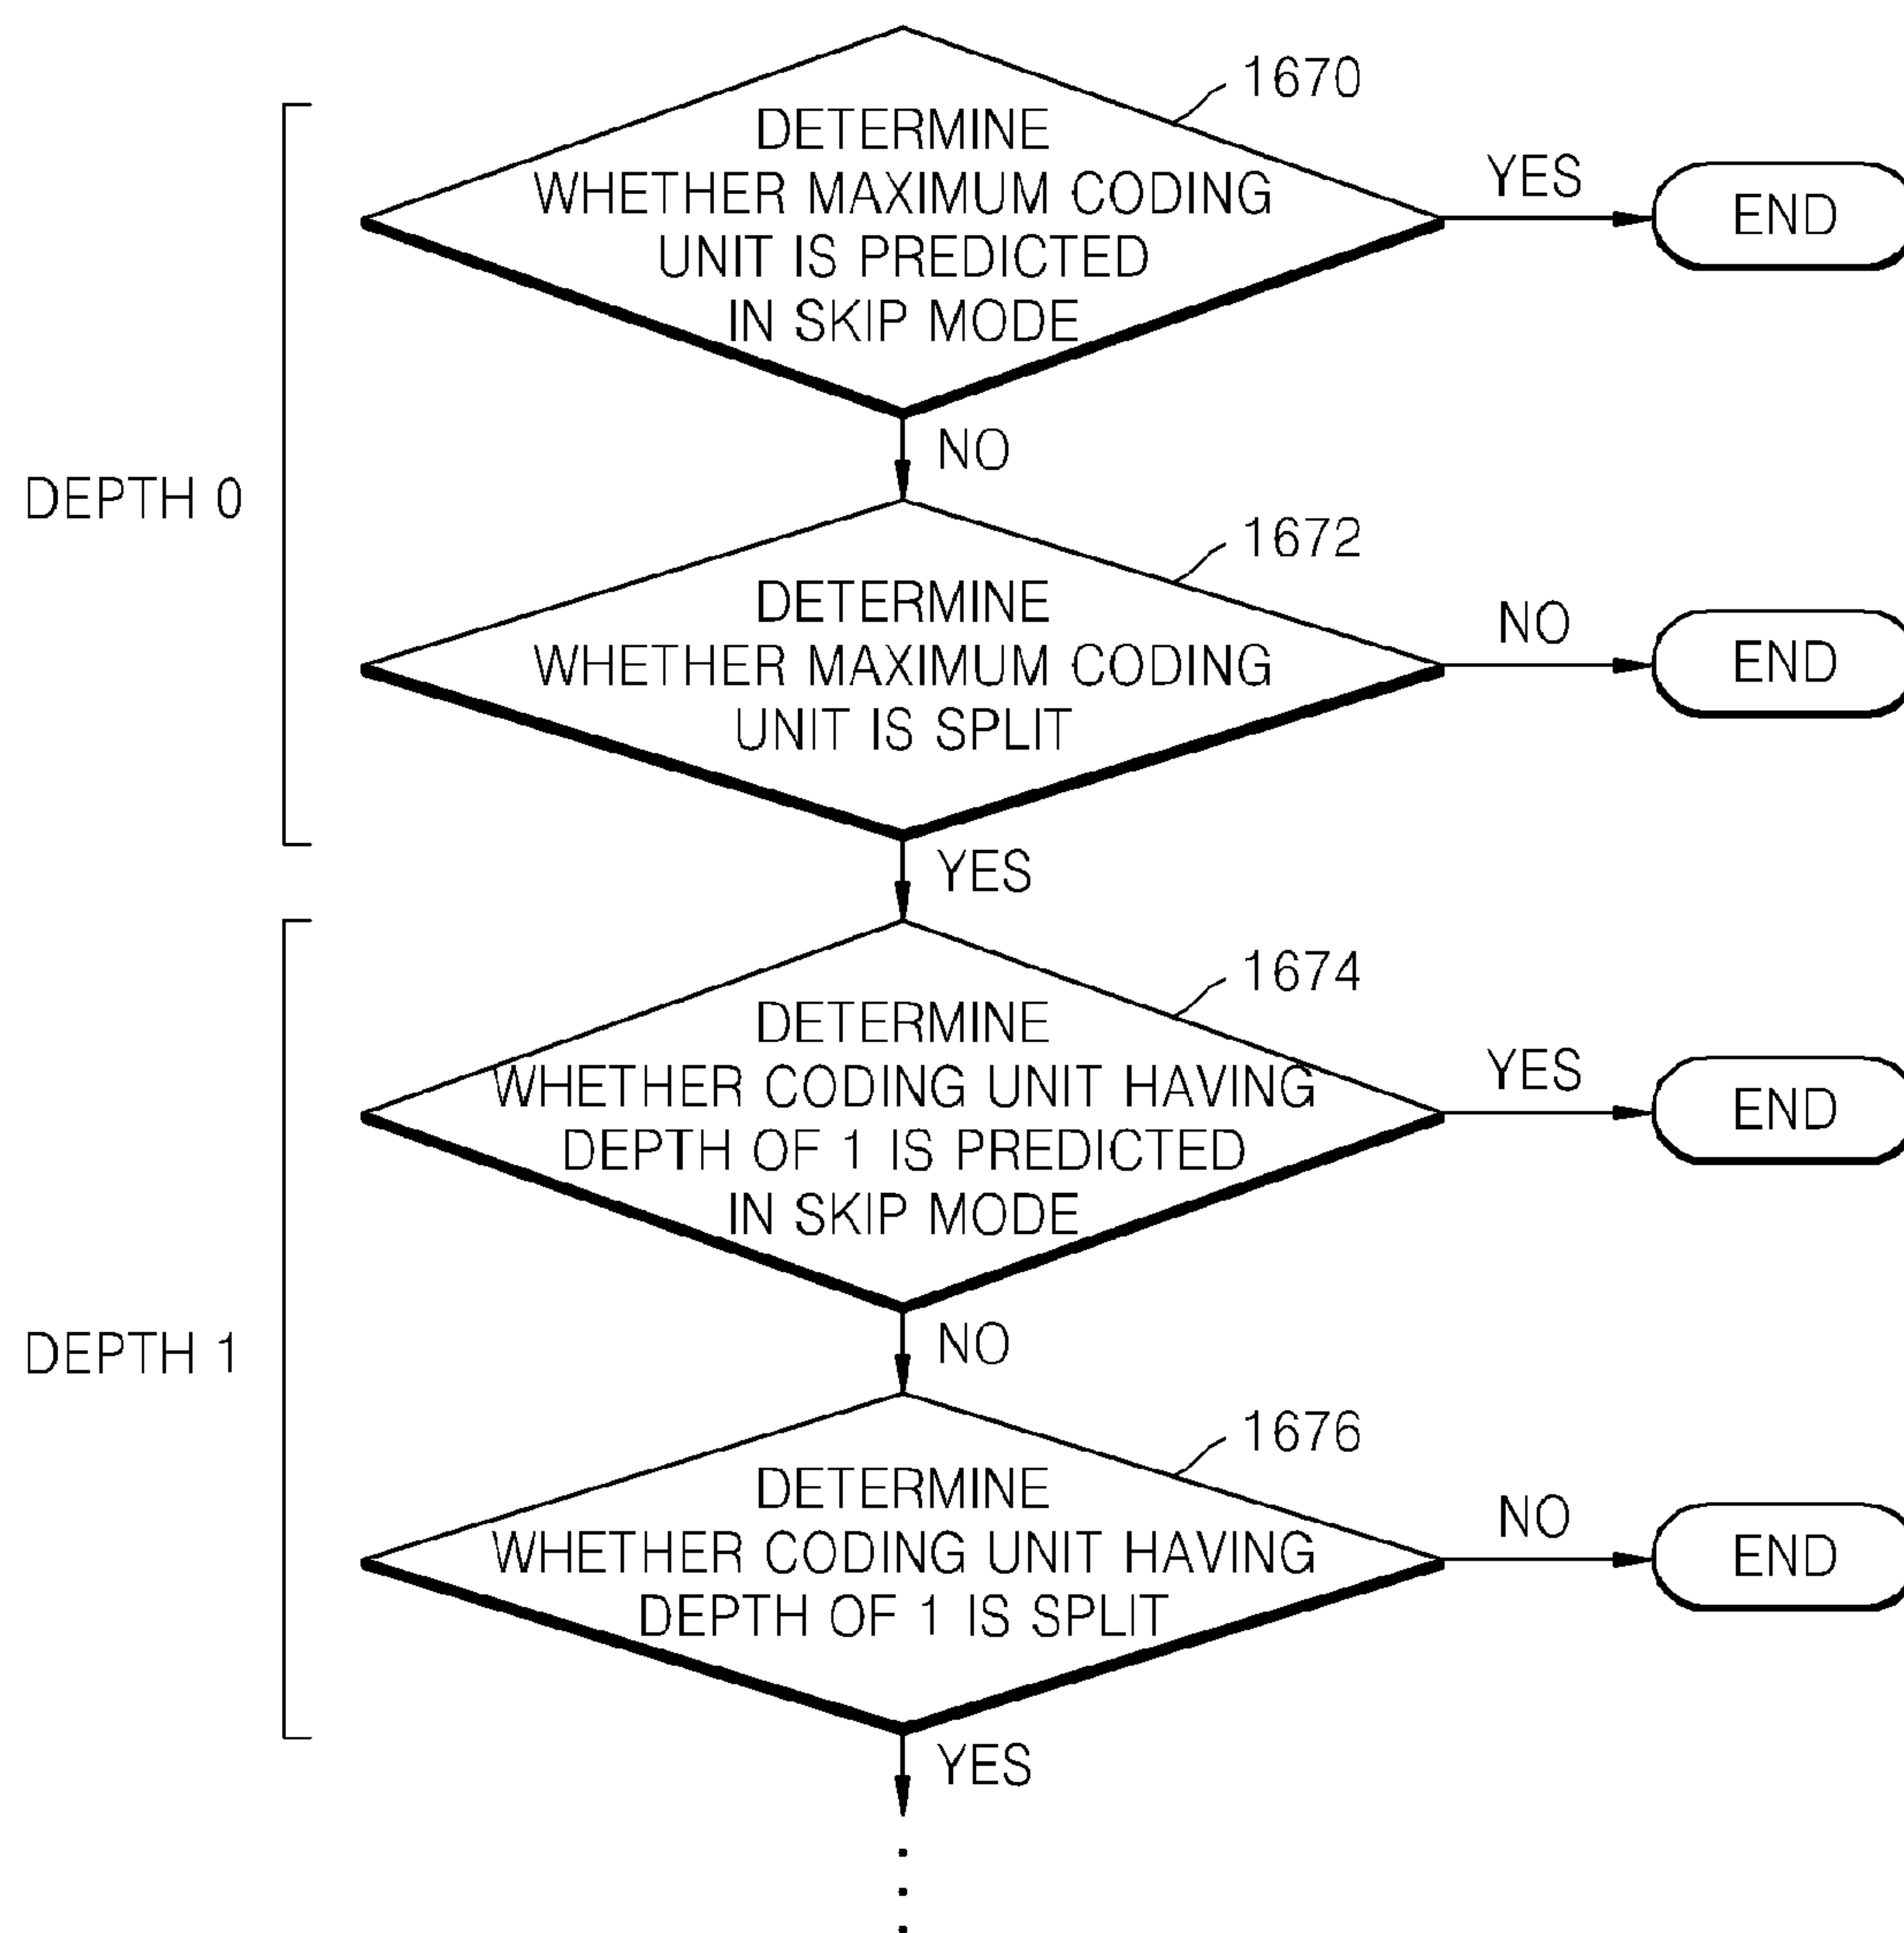 1670
DETERMINE
WHETHER MAXIMUM CODING
UNIT IS PREDICTED
IN SKIP MODE
YES
END
NO
DEPTH 0
1672
DETERMINE
WHETHER MAXIMUM CODING
UNIT IS SPLIT
NO
END
YES
1674
DETERMINE
WHETHER CODING UNIT HAVING
DEPTH OF 1 IS PREDICTED
IN SKIP MODE
YES
END
NO
DEPTH 1
1676
DETERMINE
WHETHER CODING UNIT HAVING
DEPTH OF 1 IS SPLIT
NO
END
YES